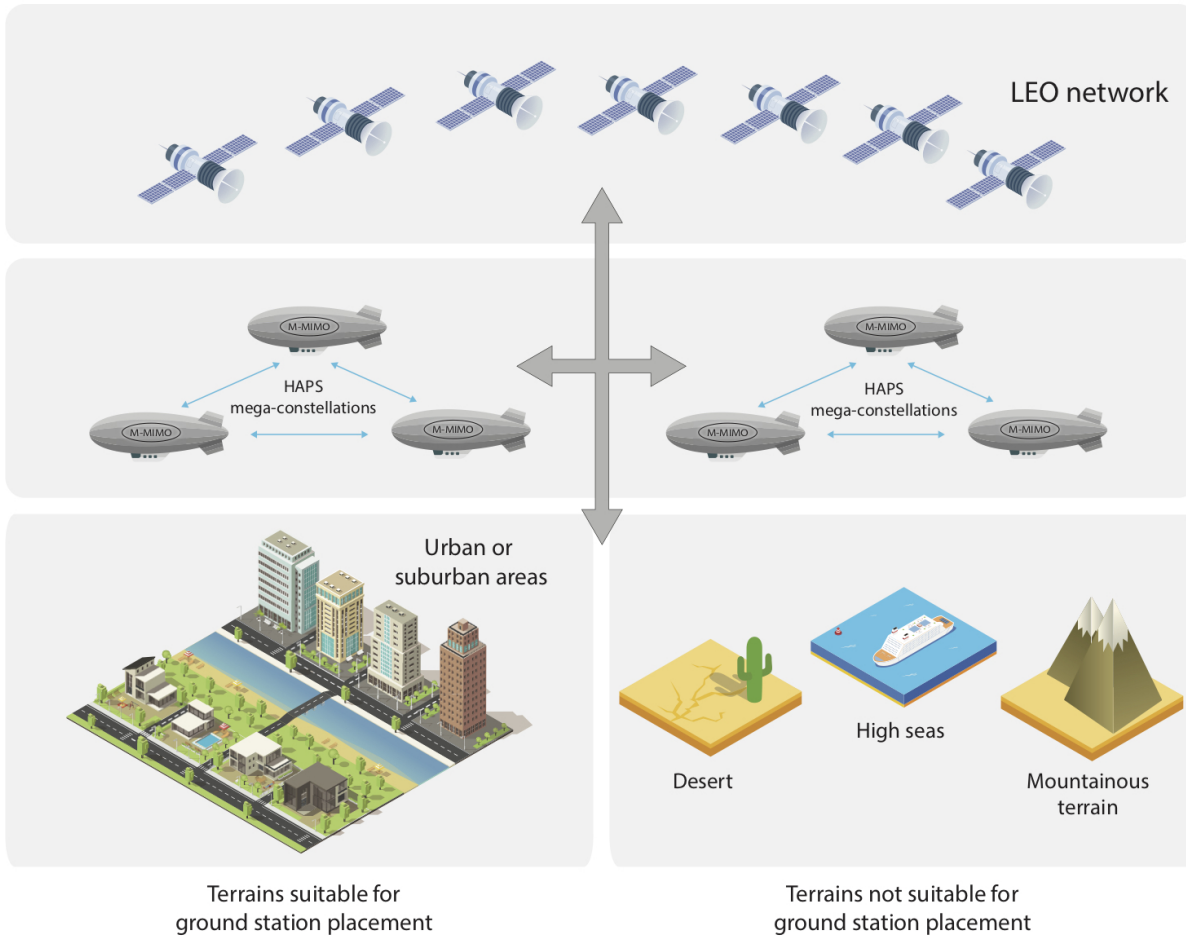 LEO network
M-MIMO
HAPS
mega-constellations
M-MIMO
M-MIMO
M-MIMO
HAPS
mega-constellations
M-MIMO
M-MIMO
Urban or
suburban areas
Desert
High seas
Mountainous
terrain
Terrains suitable for
ground station placement
Terrains not suitable for
ground station placement